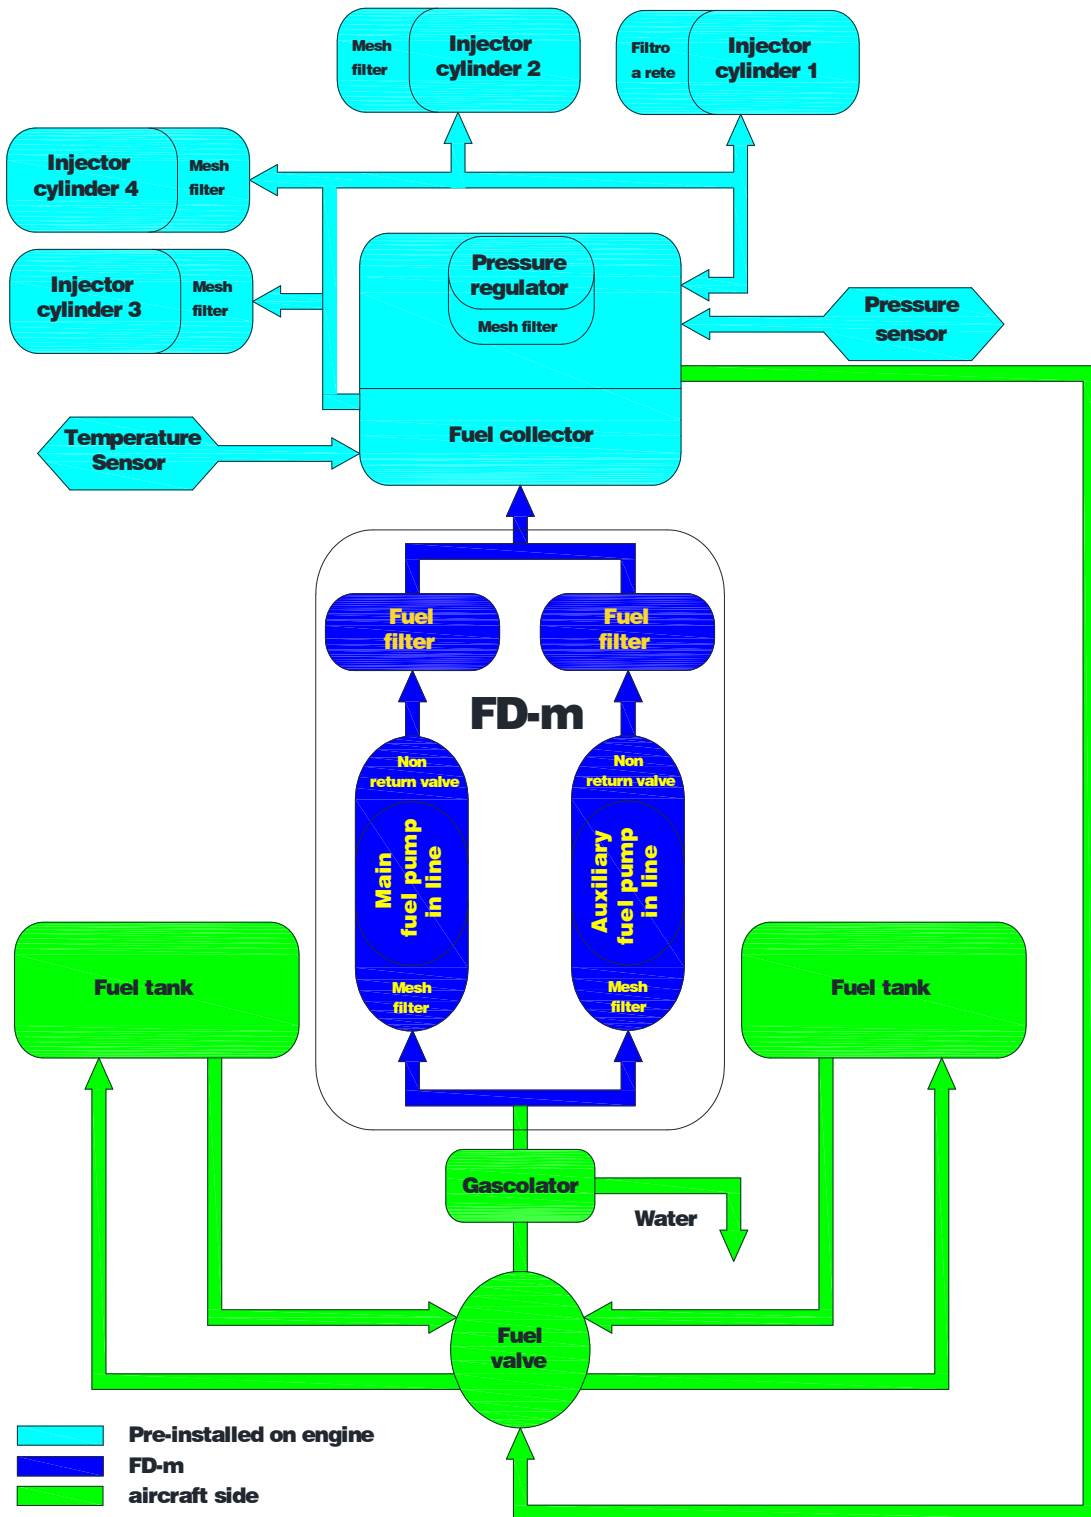 Mesh
filter
Injector
cylinder 2
Filtro
a rete
Injector
cylinder 1
Injector
cylinder 4
Mesh
filter
Injector
cylinder 3
Mesh
filter
Pressure
regulator
Mesh filter
Pressure
sensor
Temperature
Sensor
Fuel collector
Fuel
filter
Fuel
filter
FD-m
Non
return valve
Main
fuel pump
in line
Mesh
filter
Non
return valve
Auxiliary
fuel pump
in line
Mesh
filter
Fuel tank
Fuel tank
Gascolator
Water
Fuel
valve
Pre-installed on engine
FD-m
aircraft side